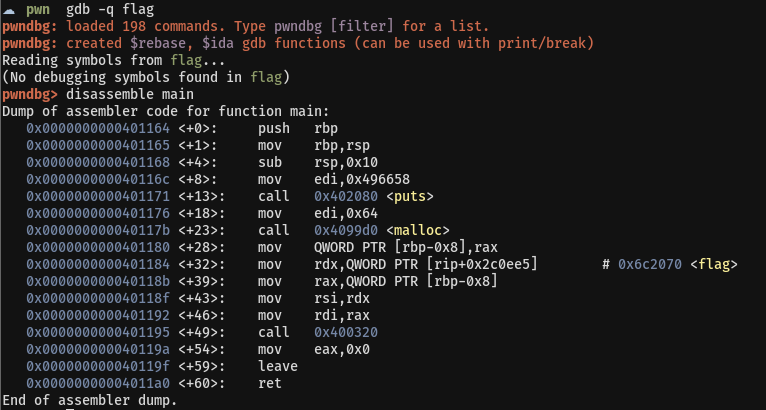 ☁ pwn gdb -q flag
pwndbg: loaded 198 commands. Type pwndbg [filter] for a list.
pwndbg: created $rebase, $ida gdb functions (can be used with print/break)
Reading symbols from flag...
(No debugging symbols found in flag)
pwndbg> disassemble main
Dump of assembler code for function main:
   0x0000000000401164 <+0>:     push   rbp
   0x0000000000401165 <+1>:     mov    rbp,rsp
   0x0000000000401168 <+4>:     sub    rsp,0x10
   0x000000000040116c <+8>:     mov    edi,0x496658
   0x0000000000401171 <+13>:    call   0x402080 <puts>
   0x0000000000401176 <+18>:    mov    edi,0x64
   0x000000000040117b <+23>:    call   0x4099d0 <malloc>
   0x0000000000401180 <+28>:    mov    QWORD PTR [rbp-0x8],rax
   0x0000000000401184 <+32>:    mov    rdx,QWORD PTR [rip+0x2c0ee5]        # 0x6c2070 <flag>
   0x000000000040118b <+39>:    mov    rax,QWORD PTR [rbp-0x8]
   0x000000000040118f <+43>:    mov    rsi,rdx
   0x0000000000401192 <+46>:    mov    rdi,rax
   0x0000000000401195 <+49>:    call   0x400320
   0x000000000040119a <+54>:    mov    eax,0x0
   0x000000000040119f <+59>:    leave
   0x00000000004011a0 <+60>:    ret
End of assembler dump.